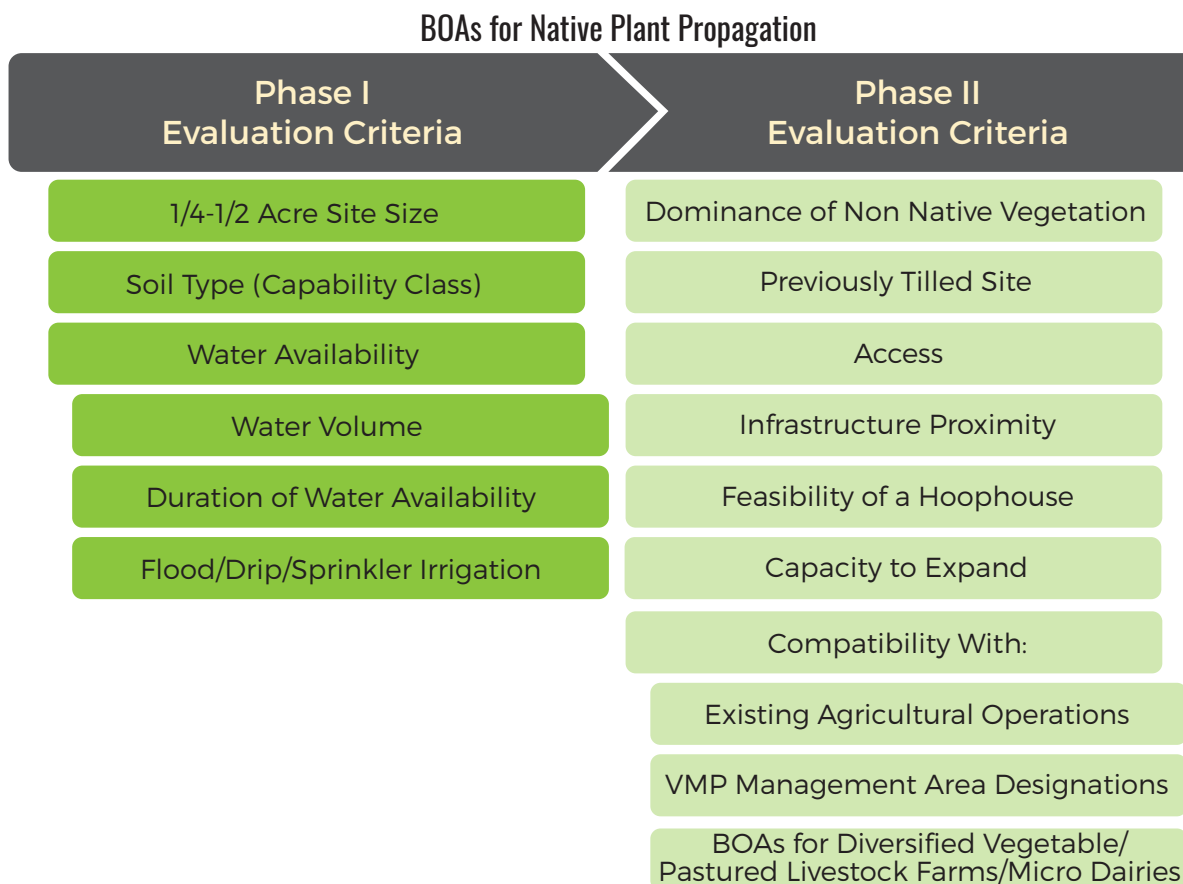 BOAs for Native Plant Propagation
Phase I
Evaluation Criteria
1/4-1/2 Acre Site Size
Soil Type (Capability Class)
Water Availability
Water Volume
Duration of Water Availability
Flood/Drip/Sprinkler Irrigation
Phase II
Evaluation Criteria
Dominance of Non Native Vegetation
Previously Tilled Site
Access
Infrastructure Proximity
Feasibility of a Hoophouse
Capacity to Expand
Compatibility With:
Existing Agricultural Operations
VMP Management Area Designations
BOAs for Diversified Vegetable/
Pastured Livestock Farms/Micro Dairies